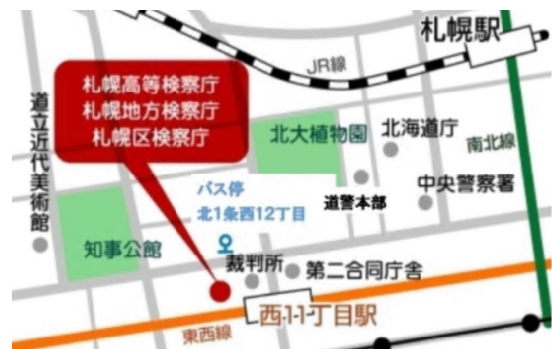 札幌駅
JR線
札幌高等検察庁
札幌地方検察庁
札幌区検察庁
道立近代美術館
北大植物園
北海道庁
南北線
中央警察署
道警本部
バス停
北1条西12丁目
知事公館
裁判所
第二合同庁舎
西11丁目駅
東西線